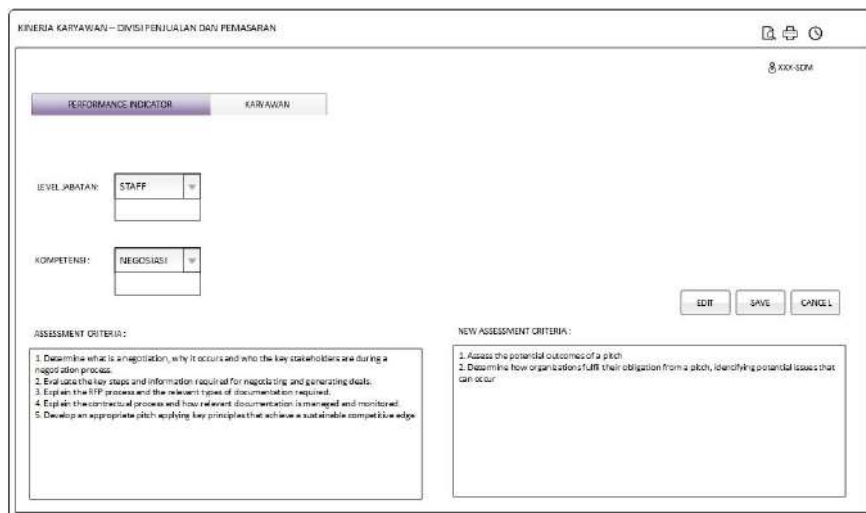 KINERJA KARYAWAN – DIVISI PENJUALAN DAN PEMASARAN
XXX-SDM
PERFORMANCE INDICATOR
KARYAWAN
LEVEL JABATAN:
STAFF
KOMPETENSI:
NEGOSIASI
EDIT
SAVE
CANCEL
ASSESSMENT CRITERIA:
1. Determine what is a negotiation, why it occurs and who the key stakeholders are during a
negotiation process.
2. Evaluate the key steps and information required for negotiating and generating deals.
3. Explain the RFP process and the relevant types of documentation required.
4. Explain the contractual process and how relevant documentation is managed and monitored.
5. Develop an appropriate pitch applying key principles that achieve a sustainable competitive edge
NEW ASSESSMENT CRITERIA:
1. Assess the potential outcomes of a pitch
2. Determine how organizations fulfil their obligation from a pitch, identifying potential issues that
can occur